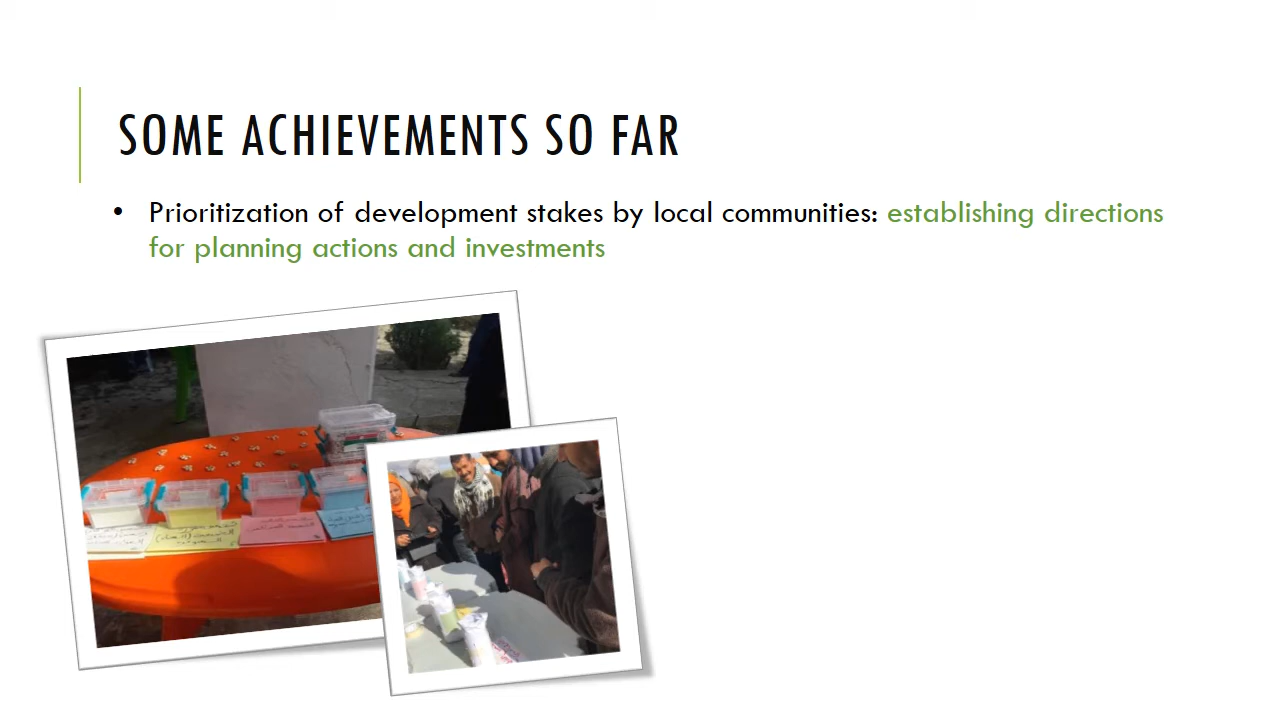 SOME ACHIEVEMENTS SO FAR
• Prioritization of development stakes by local communities: establishing directions
for planning actions and investments